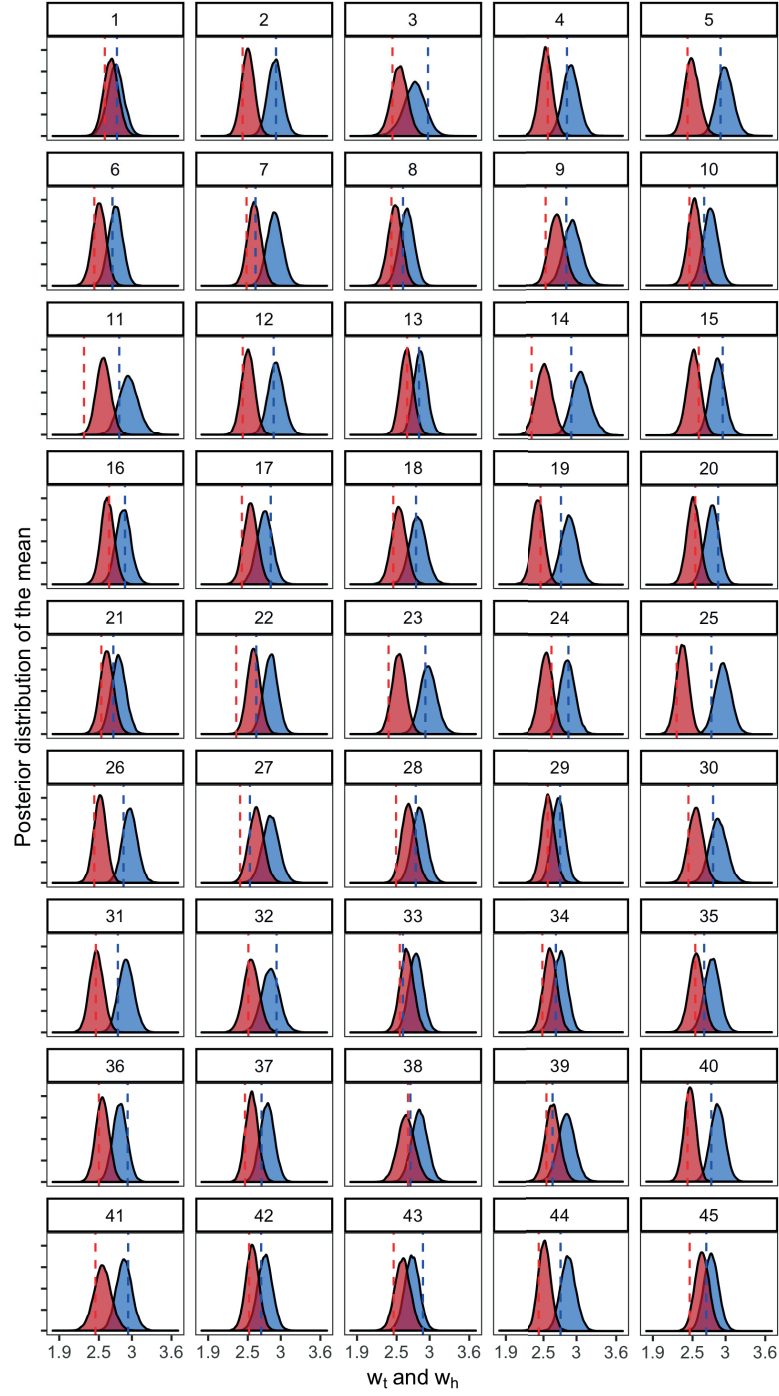 1 2 3 4 5
6 7 8 9 10
11 12 13 14 15
16 17 18 19 20
21 22 23 24 25
26 27 28 29 30
31 32 33 34 35
36 37 38 39 40
41 42 43 44 45
Posterior distribution of the mean
1.9 2.5 3 3.6 1.9 2.5 3 3.6 1.9 2.5 3 3.6 1.9 2.5 3 3.6 1.9 2.5 3 3.6
wt and wh